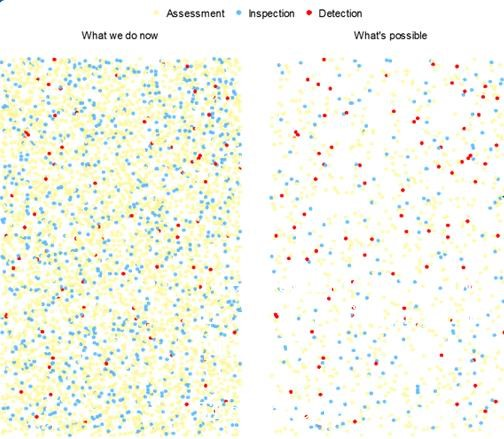 Assessment Inspection Detection
What we do now What's possible